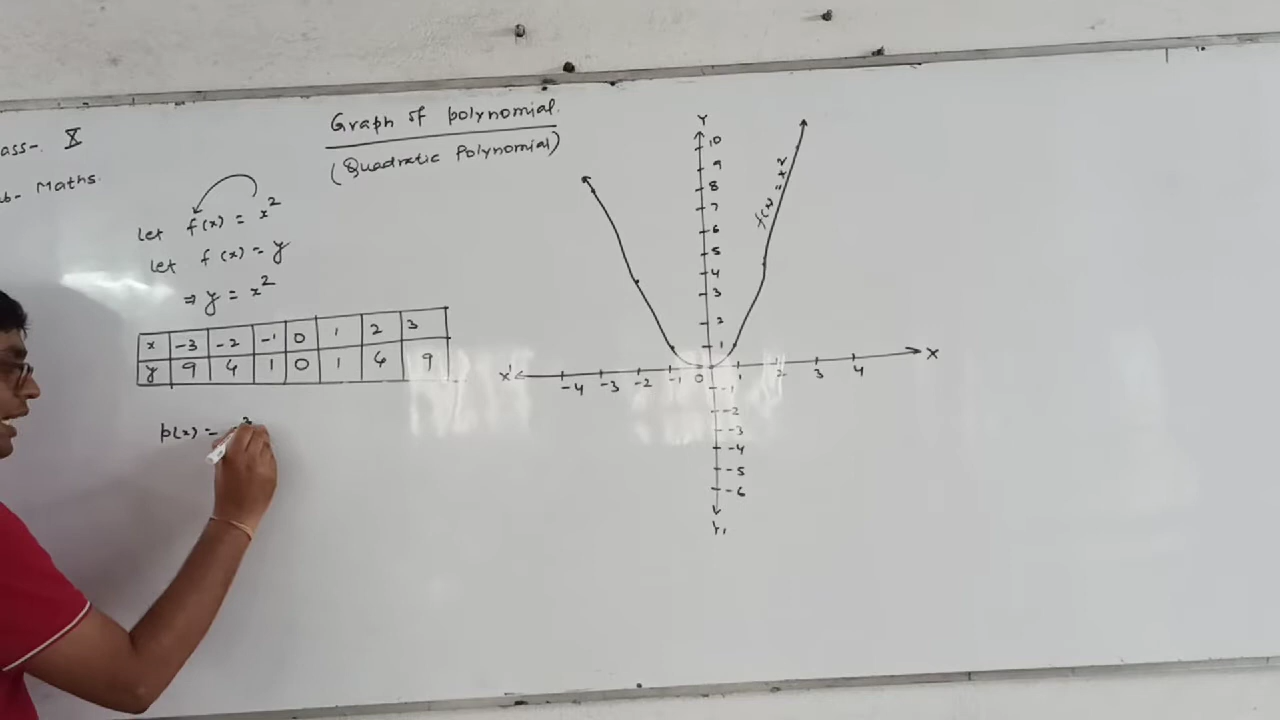 ass- X
Graph of polynomial.
(Quadratic Polynomial)
ub- Maths.
let f(x) = x²
let f(x) = y
⇒ y = x²
x -3 -2 -1 0 1 2 3
y 9 4 1 0 1 4 9
p(x) =
Y
10
9
8
7
6
5
4
3
2
1
f(x) = x²
X' -4 -3 -2 -1 0 1 2 3 4 X
-1
-2
-3
-4
-5
-6